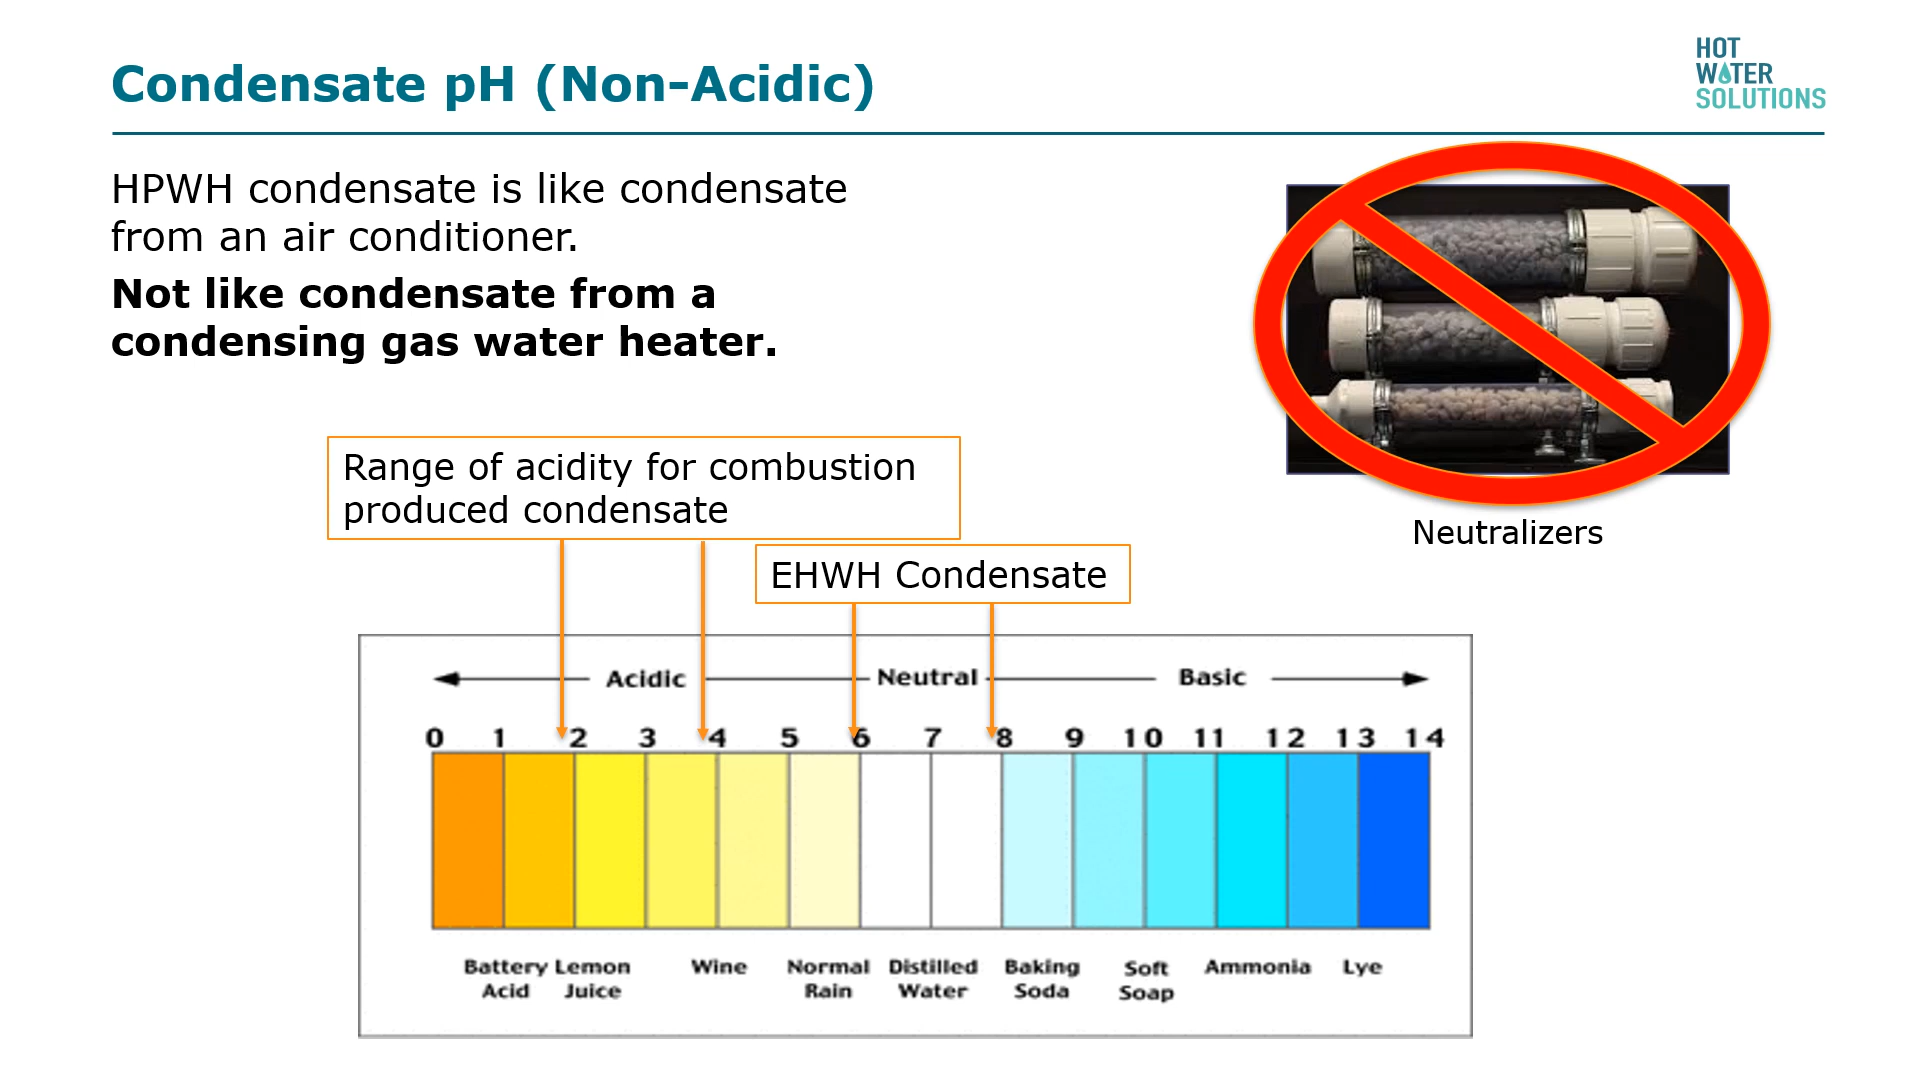 Condensate pH (Non-Acidic)
HOT
WATER
SOLUTIONS
HPWH condensate is like condensate
from an air conditioner.
Not like condensate from a
condensing gas water heater.
Neutralizers
Range of acidity for combustion
produced condensate
EHWH Condensate
Acidic Neutral Basic
0 1 2 3 4 5 6 7 8 9 10 11 12 13 14
Battery Lemon Wine Normal Distilled Baking Soft Ammonia Lye
Acid Juice Rain Water Soda Soap